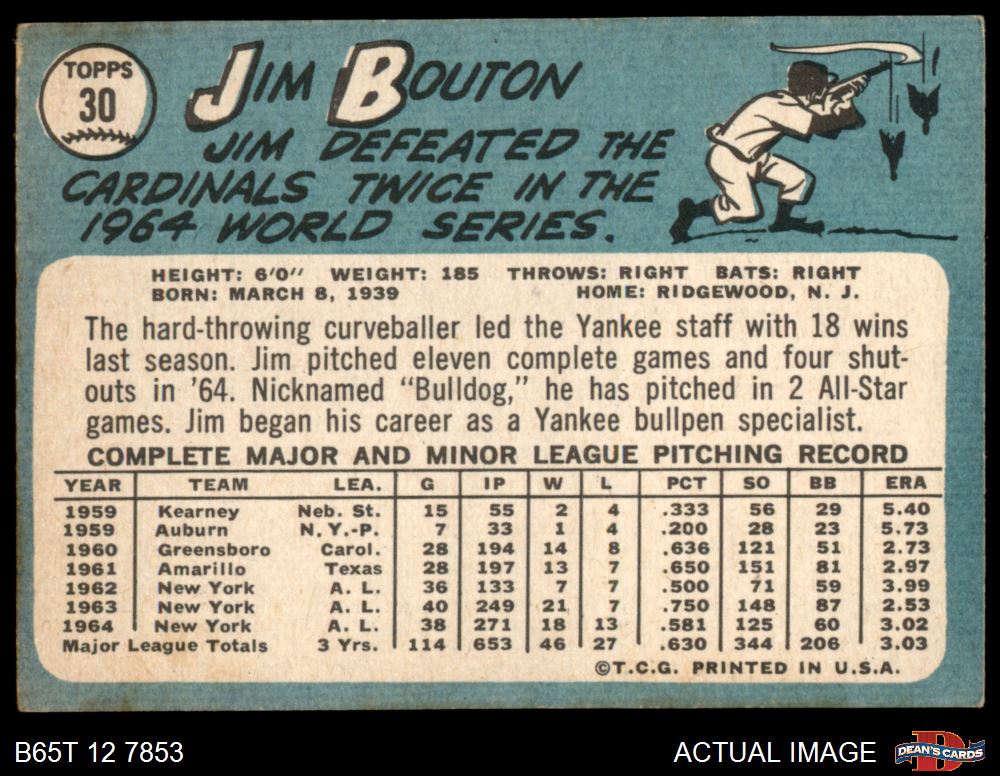 TOPPS
30
JIM BOUTON
JIM DEFEATED THE
CARDINALS TWICE IN THE
1964 WORLD SERIES.
HEIGHT: 6'0" WEIGHT: 185 THROWS: RIGHT BATS: RIGHT
BORN: MARCH 8, 1939 HOME: RIDGEWOOD, N. J.
The hard-throwing curveballer led the Yankee staff with 18 wins
last season. Jim pitched eleven complete games and four shut-
outs in '64. Nicknamed "Bulldog," he has pitched in 2 All-Star
games. Jim began his career as a Yankee bullpen specialist.
COMPLETE MAJOR AND MINOR LEAGUE PITCHING RECORD
YEAR TEAM LEA. G IP W L PCT SO BB ERA
1959 Kearney Neb. St. 15 55 2 4 .333 56 29 5.40
1959 Auburn N.Y.-P. 7 33 1 4 .200 28 23 5.73
1960 Greensboro Carol. 28 194 14 8 .636 121 51 2.73
1961 Amarillo Texas 28 197 13 7 .650 151 81 2.97
1962 New York A. L. 36 133 7 7 .500 71 59 3.99
1963 New York A. L. 40 249 21 7 .750 148 87 2.53
1964 New York A. L. 38 271 18 13 .581 125 60 3.02
Major League Totals 3 Yrs. 114 653 46 27 .630 344 206 3.03
©T.C.G. PRINTED IN U.S.A.
B65T 12 7853 ACTUAL IMAGE DEAN'S CARDS